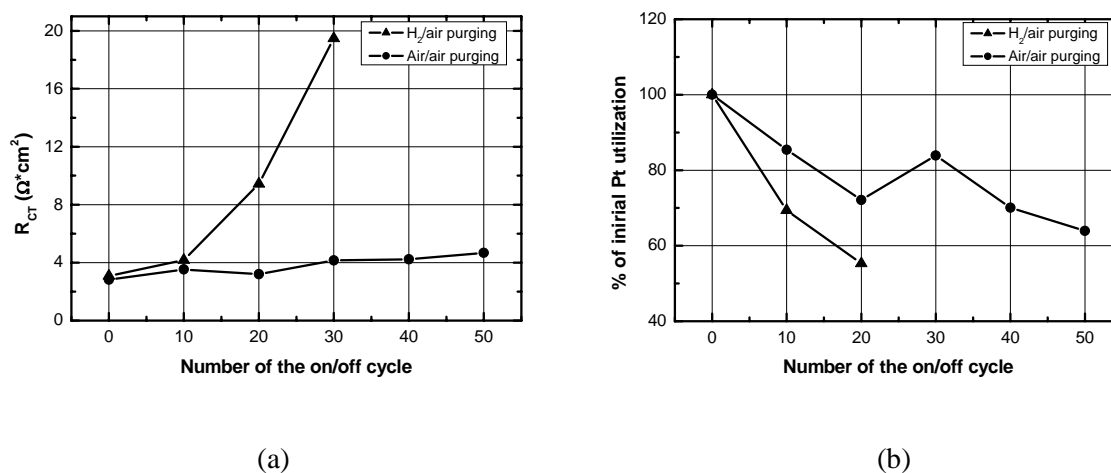 20
16
12
8
4
0
R_CT (Ω*cm²)
H₂/air purging
Air/air purging
0 10 20 30 40 50
Number of the on/off cycle
(a)
120
100
80
60
40
% of inirial Pt utilization
H₂/air purging
Air/air purging
0 10 20 30 40 50
Number of the on/off cycle
(b)